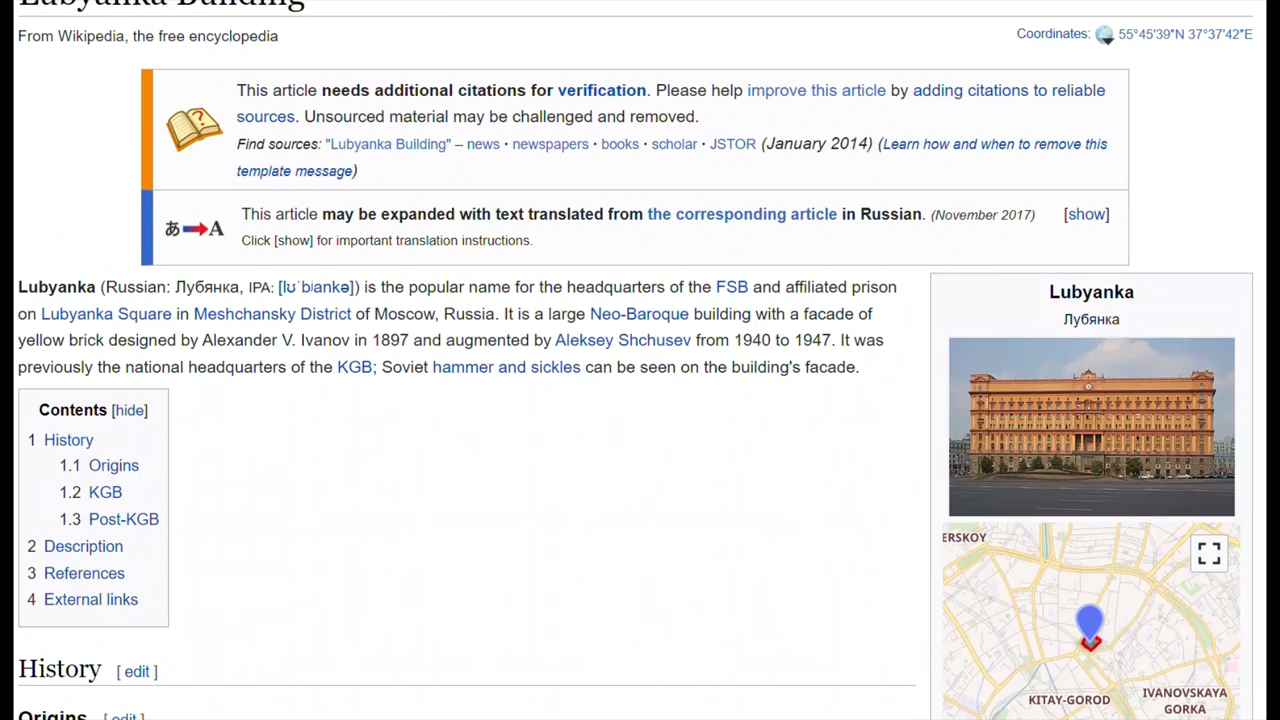 Lubyanka Building
From Wikipedia, the free encyclopedia
Coordinates: 55°45′39″N 37°37′42″E
This article needs additional citations for verification. Please help improve this article by adding citations to reliable
sources. Unsourced material may be challenged and removed.
Find sources: "Lubyanka Building" – news · newspapers · books · scholar · JSTOR (January 2014) (Learn how and when to remove this
template message)
あ A
This article may be expanded with text translated from the corresponding article in Russian. (November 2017) [show]
Click [show] for important translation instructions.
Lubyanka (Russian: Лубянка, IPA: [lʊˈbʲankə]) is the popular name for the headquarters of the FSB and affiliated prison
on Lubyanka Square in Meshchansky District of Moscow, Russia. It is a large Neo-Baroque building with a facade of
yellow brick designed by Alexander V. Ivanov in 1897 and augmented by Aleksey Shchusev from 1940 to 1947. It was
previously the national headquarters of the KGB; Soviet hammer and sickles can be seen on the building's facade.
Contents [hide]
1 History
1.1 Origins
1.2 KGB
1.3 Post-KGB
2 Description
3 References
4 External links
History [ edit ]
Origins [ edit ]
Lubyanka
Лубянка
ERSKOY
KITAY-GOROD
IVANOVSKAYA
GORKA